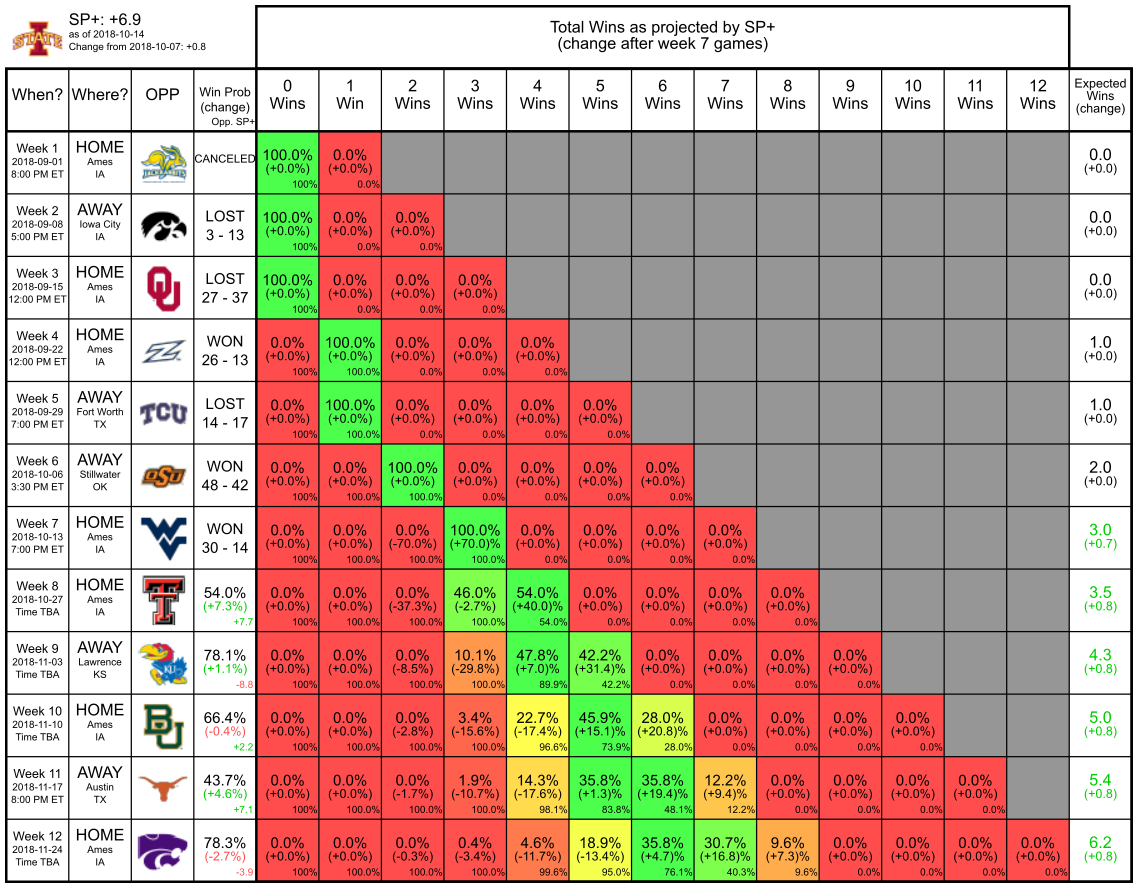 STATE
SP+: +6.9
as of 2018-10-14
Change from 2018-10-07: +0.8
Total Wins as projected by SP+
(change after week 7 games)
When? Where? OPP Win Prob (change) Opp. SP+ 0 Wins 1 Win 2 Wins 3 Wins 4 Wins 5 Wins 6 Wins 7 Wins 8 Wins 9 Wins 10 Wins 11 Wins 12 Wins Expected Wins (change)
Week 1 HOME JACKRABBITS CANCELED 100.0% 0.0% 0.0
2018-09-01 Ames (+0.0%) (+0.0%) (+0.0)
8:00 PM ET IA 100% 0.0%
Week 2 AWAY LOST 100.0% 0.0% 0.0% 0.0
2018-09-08 Iowa City 3 - 13 (+0.0%) (+0.0%) (+0.0%) (+0.0)
5:00 PM ET IA 100% 0.0% 0.0%
Week 3 HOME OU LOST 100.0% 0.0% 0.0% 0.0% 0.0
2018-09-15 Ames 27 - 37 (+0.0%) (+0.0%) (+0.0%) (+0.0%) (+0.0)
12:00 PM ET IA 100% 0.0% 0.0% 0.0%
Week 4 HOME Z WON 0.0% 100.0% 0.0% 0.0% 0.0% 1.0
2018-09-22 Ames 26 - 13 (+0.0%) (+0.0%) (+0.0%) (+0.0%) (+0.0%) (+0.0)
12:00 PM ET IA 100% 100.0% 0.0% 0.0% 0.0%
Week 5 AWAY TCU LOST 0.0% 100.0% 0.0% 0.0% 0.0% 0.0% 1.0
2018-09-29 Fort Worth 14 - 17 (+0.0%) (+0.0%) (+0.0%) (+0.0%) (+0.0%) (+0.0%) (+0.0)
7:00 PM ET TX 100% 100.0% 0.0% 0.0% 0.0% 0.0%
Week 6 AWAY OSU WON 0.0% 0.0% 100.0% 0.0% 0.0% 0.0% 0.0% 2.0
2018-10-06 Stillwater 48 - 42 (+0.0%) (+0.0%) (+0.0%) (+0.0%) (+0.0%) (+0.0%) (+0.0%) (+0.0)
3:30 PM ET OK 100% 100.0% 100.0% 0.0% 0.0% 0.0% 0.0%
Week 7 HOME WV WON 0.0% 0.0% 0.0% 100.0% 0.0% 0.0% 0.0% 0.0% 3.0
2018-10-13 Ames 30 - 14 (+0.0%) (+0.0%) (-70.0%) (+70.0)% (+0.0%) (+0.0%) (+0.0%) (+0.0%) (+0.7)
7:00 PM ET IA 100% 100.0% 100.0% 100.0% 0.0% 0.0% 0.0% 0.0%
Week 8 HOME T 54.0% 0.0% 0.0% 0.0% 46.0% 54.0% 0.0% 0.0% 0.0% 0.0% 3.5
2018-10-27 Ames (+7.3%) (+0.0%) (+0.0%) (-37.3%) (-2.7%) (+40.0)% (+0.0%) (+0.0%) (+0.0%) (+0.0%) (+0.8)
Time TBA IA +7.7 100% 100.0% 100.0% 100.0% 54.0% 0.0% 0.0% 0.0% 0.0%
Week 9 AWAY KU 78.1% 0.0% 0.0% 0.0% 10.1% 47.8% 42.2% 0.0% 0.0% 0.0% 0.0% 4.3
2018-11-03 Lawrence (+1.1%) (+0.0%) (+0.0%) (-8.5%) (-29.8%) (+7.0)% (+31.4)% (+0.0%) (+0.0%) (+0.0%) (+0.0%) (+0.8)
Time TBA KS -8.8 100% 100.0% 100.0% 100.0% 89.9% 42.2% 0.0% 0.0% 0.0% 0.0%
Week 10 HOME BU 66.4% 0.0% 0.0% 0.0% 3.4% 22.7% 45.9% 28.0% 0.0% 0.0% 0.0% 0.0% 5.0
2018-11-10 Ames (-0.4%) (+0.0%) (+0.0%) (-2.8%) (-15.6%) (-17.4%) (+15.1)% (+20.8)% (+0.0%) (+0.0%) (+0.0%) (+0.0%) (+0.8)
Time TBA IA +2.2 100% 100.0% 100.0% 100.0% 96.6% 73.9% 28.0% 0.0% 0.0% 0.0% 0.0%
Week 11 AWAY 43.7% 0.0% 0.0% 0.0% 1.9% 14.3% 35.8% 35.8% 12.2% 0.0% 0.0% 0.0% 0.0% 5.4
2018-11-17 Austin (+4.6%) (+0.0%) (+0.0%) (-1.7%) (-10.7%) (-17.6%) (+1.3)% (+19.4)% (+9.4)% (+0.0%) (+0.0%) (+0.0%) (+0.0%) (+0.8)
8:00 PM ET TX +7.1 100% 100.0% 100.0% 100.0% 98.1% 83.8% 48.1% 12.2% 0.0% 0.0% 0.0% 0.0%
Week 12 HOME 78.3% 0.0% 0.0% 0.0% 0.4% 4.6% 18.9% 35.8% 30.7% 9.6% 0.0% 0.0% 0.0% 0.0% 6.2
2018-11-24 Ames (-2.7%) (+0.0%) (+0.0%) (-0.3%) (-3.4%) (-11.7%) (-13.4%) (+4.7)% (+16.8)% (+7.3)% (+0.0%) (+0.0%) (+0.0%) (+0.0%) (+0.8)
Time TBA IA -3.9 100% 100.0% 100.0% 100.0% 99.6% 95.0% 76.1% 40.3% 9.6% 0.0% 0.0% 0.0% 0.0%